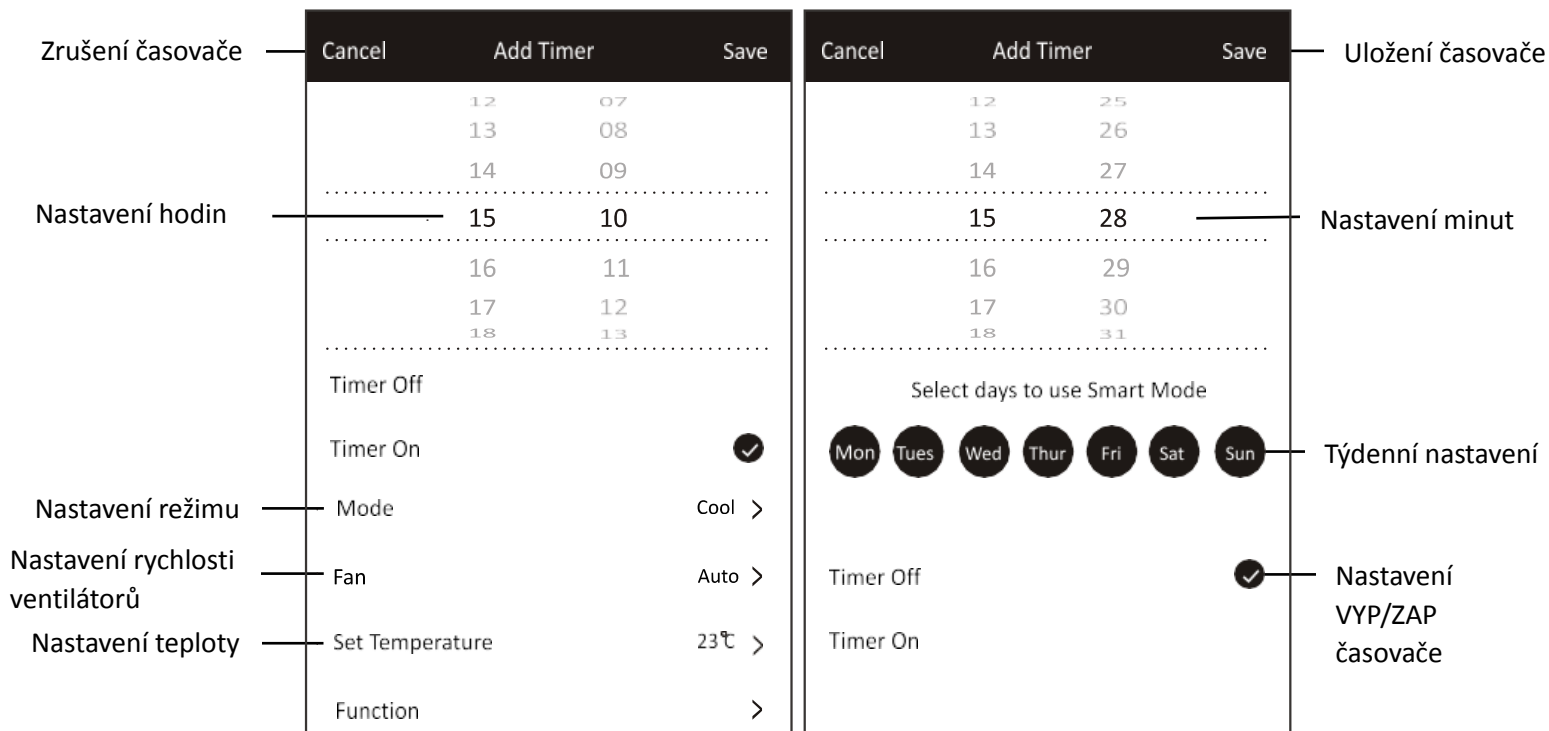 Zrušení časovače
Cancel Add Timer Save
12 07
13 08
14 09
Nastavení hodin
15 10
16 11
17 12
18 13
Timer Off
Timer On
Nastavení režimu
Mode Cool >
Nastavení rychlosti
ventilátorů
Fan Auto >
Nastavení teploty
Set Temperature 23℃ >
Function >
Cancel Add Timer Save
Uložení časovače
12 25
13 26
14 27
15 28
Nastavení minut
16 29
17 30
18 31
Select days to use Smart Mode
Mon Tues Wed Thur Fri Sat Sun
Týdenní nastavení
Timer Off
Timer On
Nastavení
VYP/ZAP
časovače